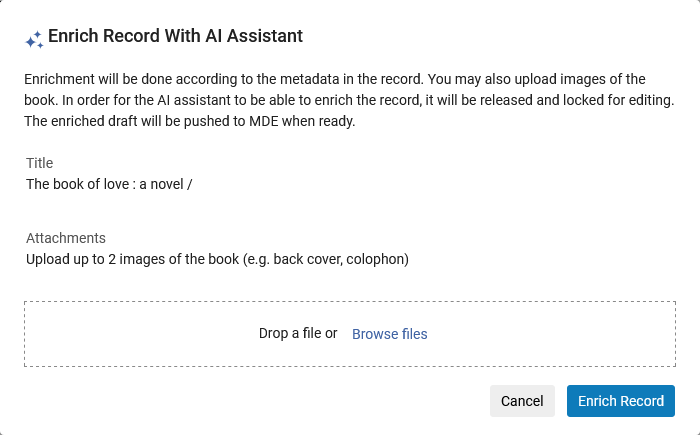 Enrich Record With AI Assistant
Enrichment will be done according to the metadata in the record. You may also upload images of the
book. In order for the AI assistant to be able to enrich the record, it will be released and locked for editing.
The enriched draft will be pushed to MDE when ready.
Title
The book of love : a novel /
Attachments
Upload up to 2 images of the book (e.g. back cover, colophon)
Drop a file or Browse files
Cancel Enrich Record